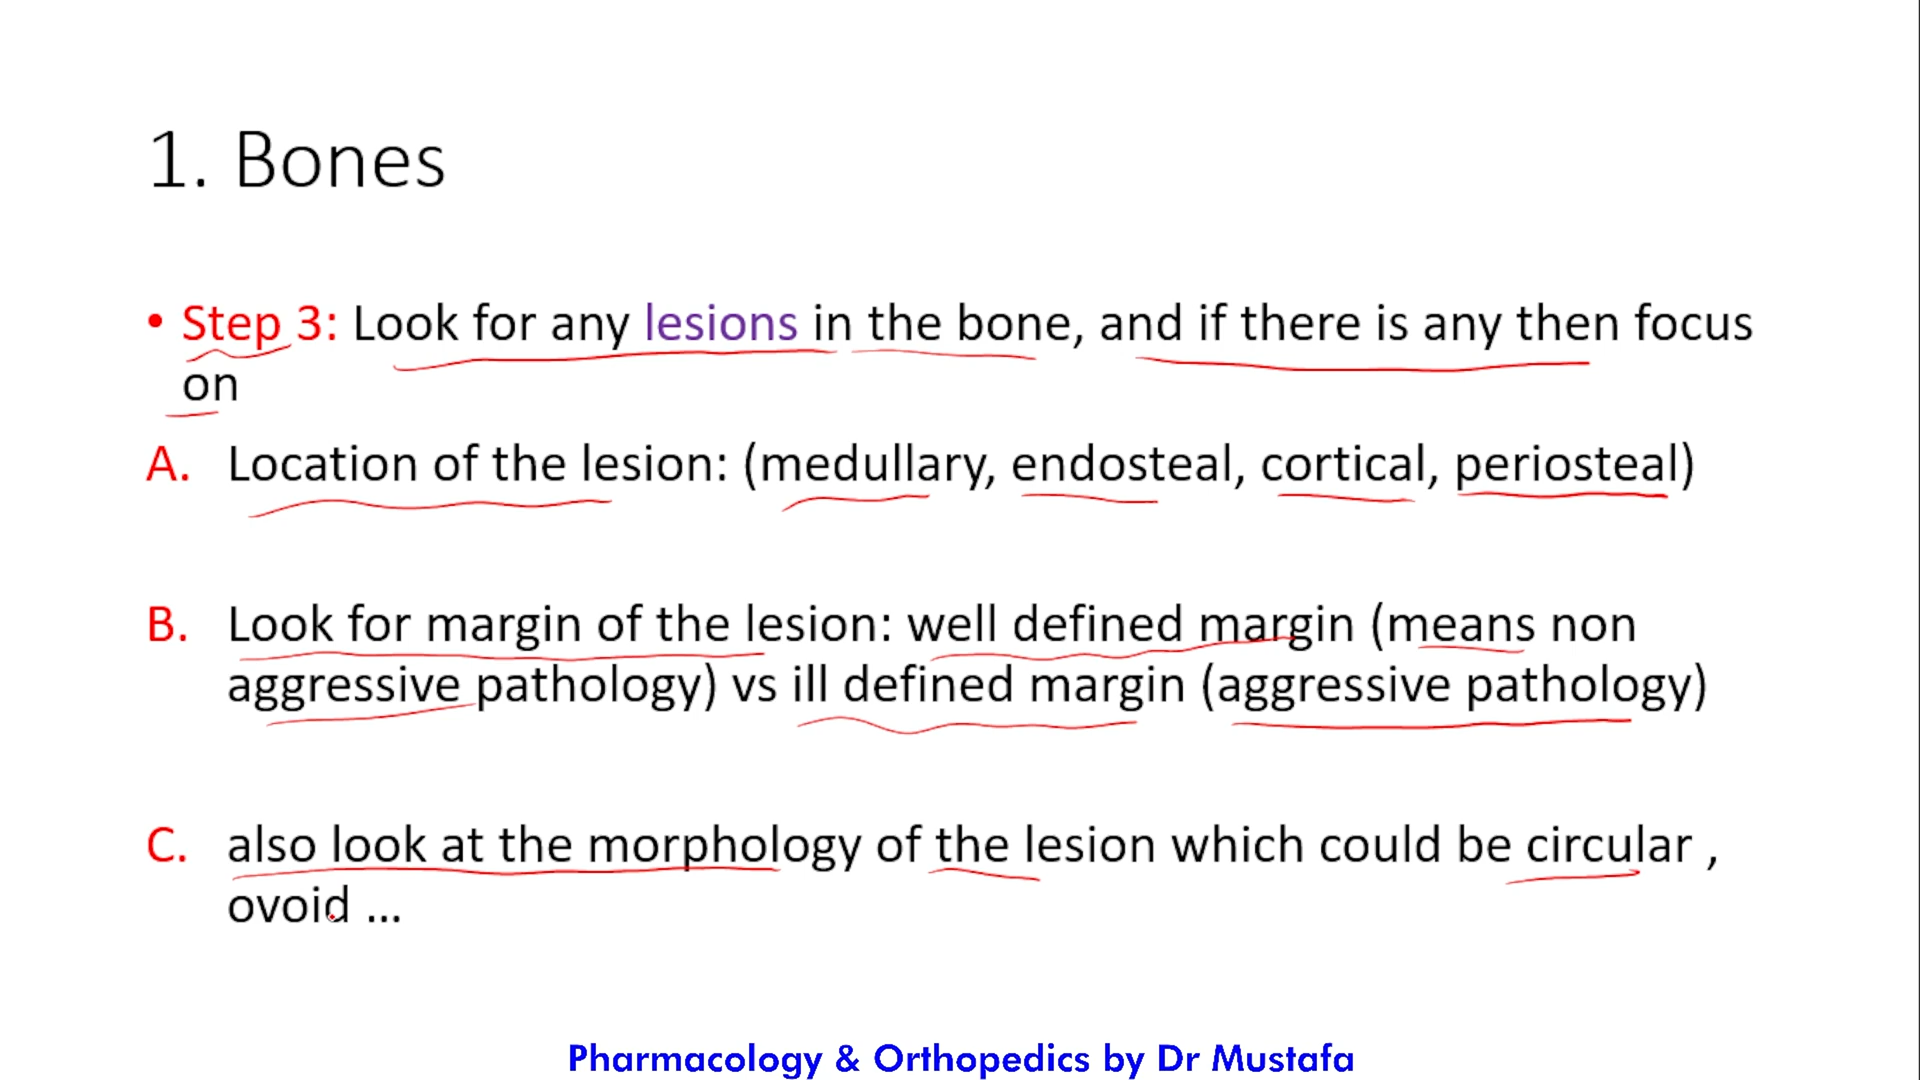 1. Bones
• Step 3: Look for any lesions in the bone, and if there is any then focus
on
A. Location of the lesion: (medullary, endosteal, cortical, periosteal)
B. Look for margin of the lesion: well defined margin (means non
aggressive pathology) vs ill defined margin (aggressive pathology)
C. also look at the morphology of the lesion which could be circular ,
ovoid ...
Pharmacology & Orthopedics by Dr Mustafa